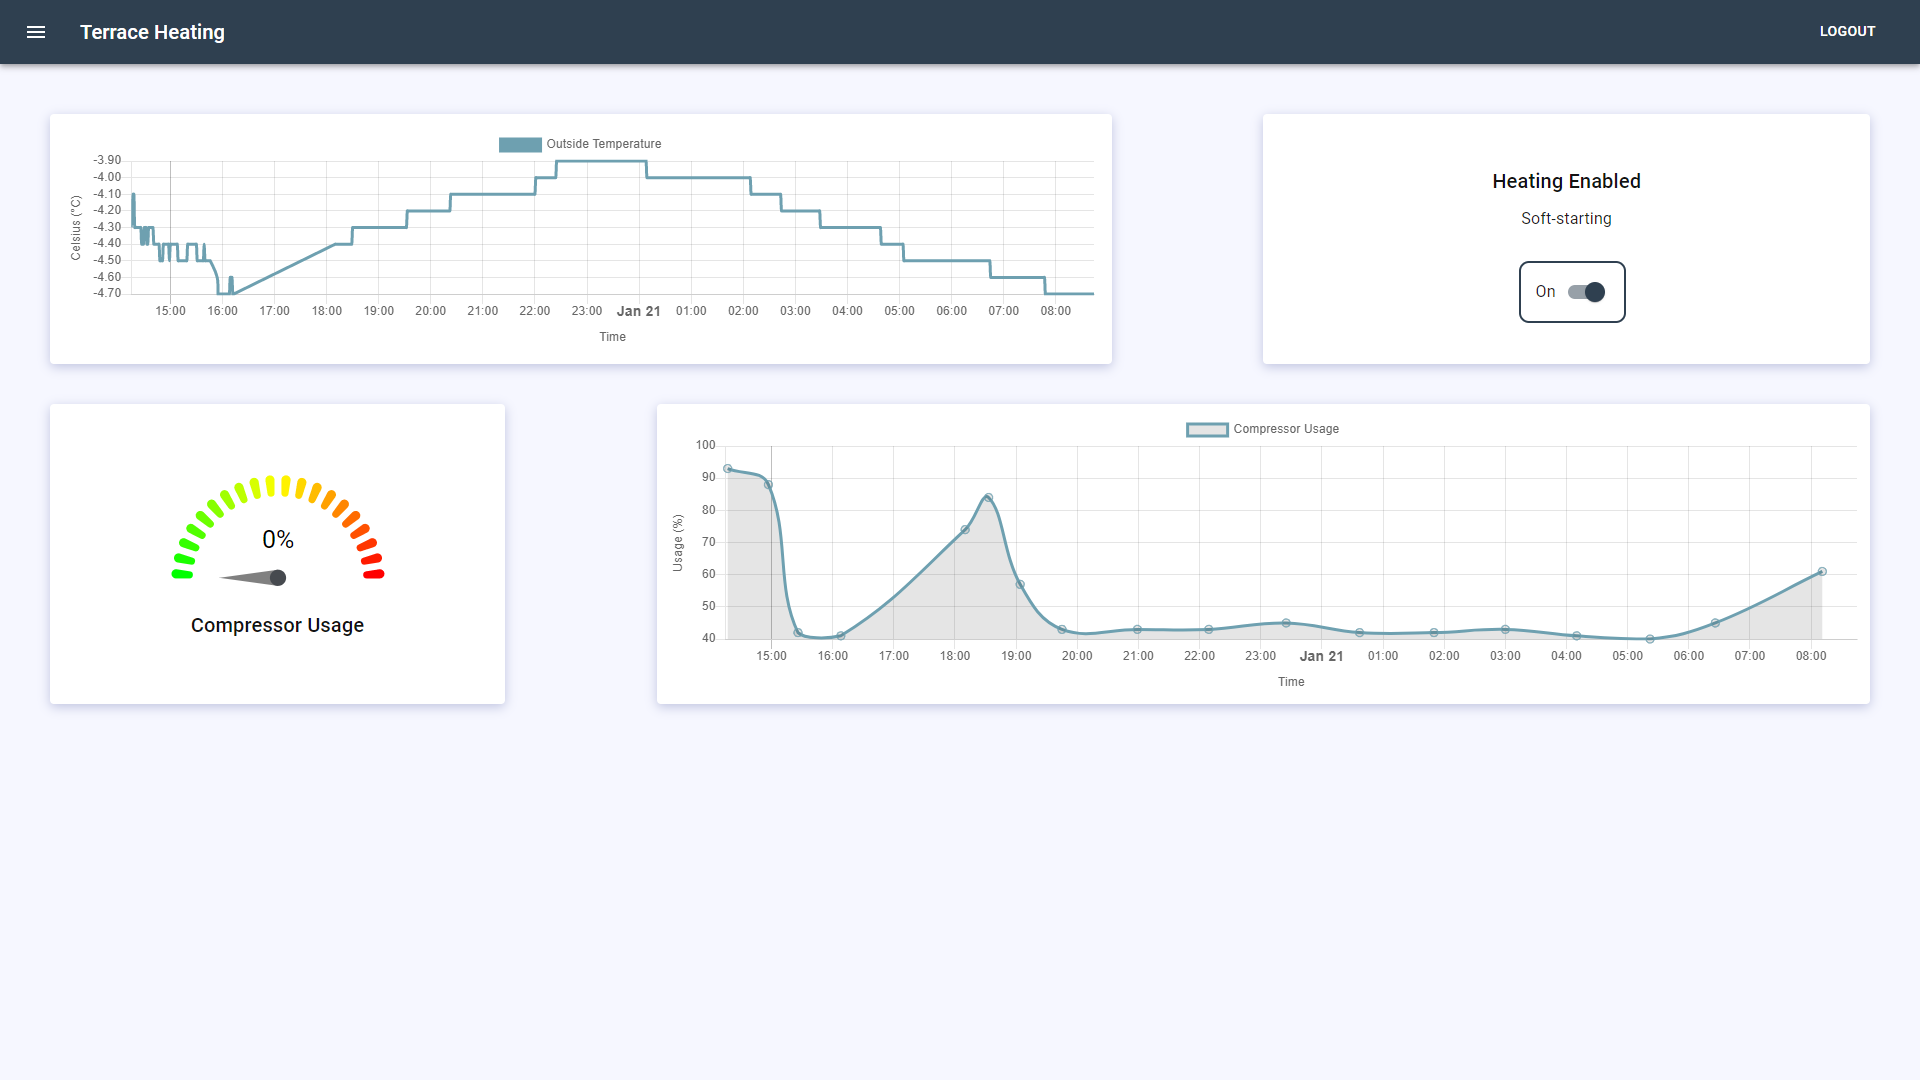 Terrace Heating
LOGOUT
Outside Temperature
-3.90
-4.00
-4.10
-4.20
-4.30
-4.40
-4.50
-4.60
-4.70
Celsius (°C)
15:00 16:00 17:00 18:00 19:00 20:00 21:00 22:00 23:00 Jan 21 01:00 02:00 03:00 04:00 05:00 06:00 07:00 08:00
Time
Heating Enabled
Soft-starting
On
0%
Compressor Usage
Compressor Usage
100
90
80
70
60
50
40
Usage (%)
15:00 16:00 17:00 18:00 19:00 20:00 21:00 22:00 23:00 Jan 21 01:00 02:00 03:00 04:00 05:00 06:00 07:00 08:00
Time